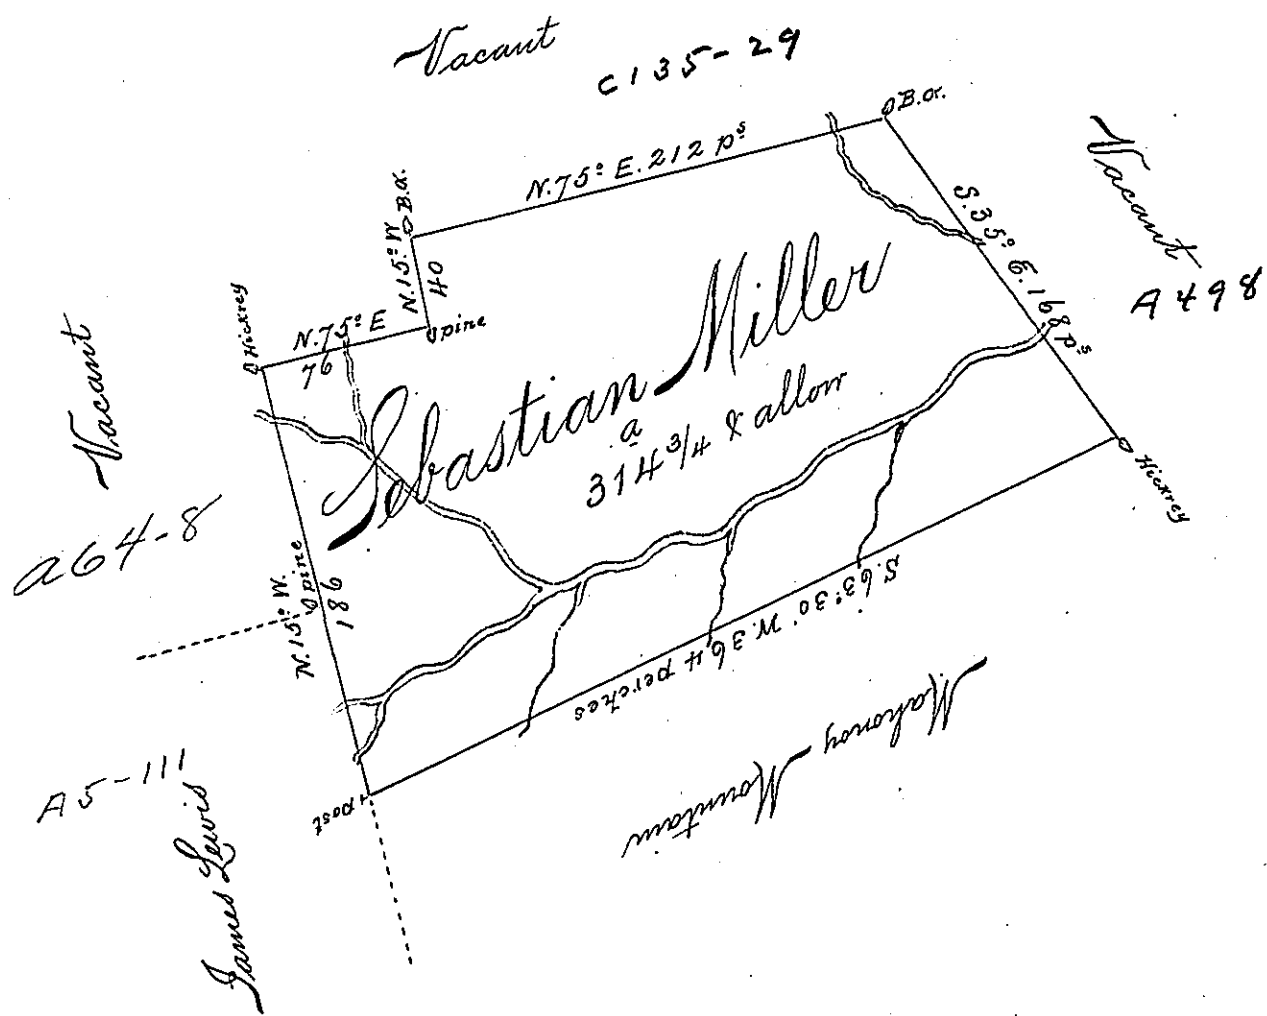 Vacant
C135-29
B.o.
N.75° E. 212 pˢ
B.o.
N.15° W
40
Vacant
A498
S.35° E. 168 pˢ
Hickrey
N.75° E
76
pine
Vacant
Sebastian Miller
a
314 3/4 & allow
Hickrey
a64-8
N.15° W.
pine
186
S.63° 30' W. 364 perches
Mahonoy Mountain
A5-111
post
James Lewis